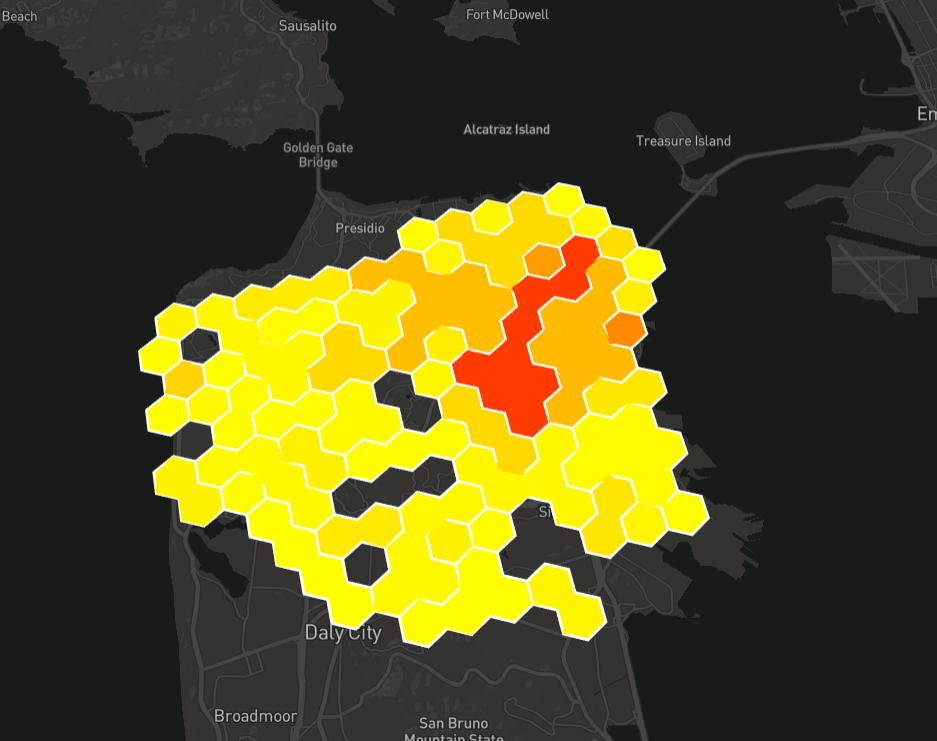 Beach
Sausalito
Fort McDowell
Em
Alcatraz Island
Treasure Island
Golden Gate
Bridge
Presidio
Si
Daly City
Broadmoor
San Bruno
Mountain State